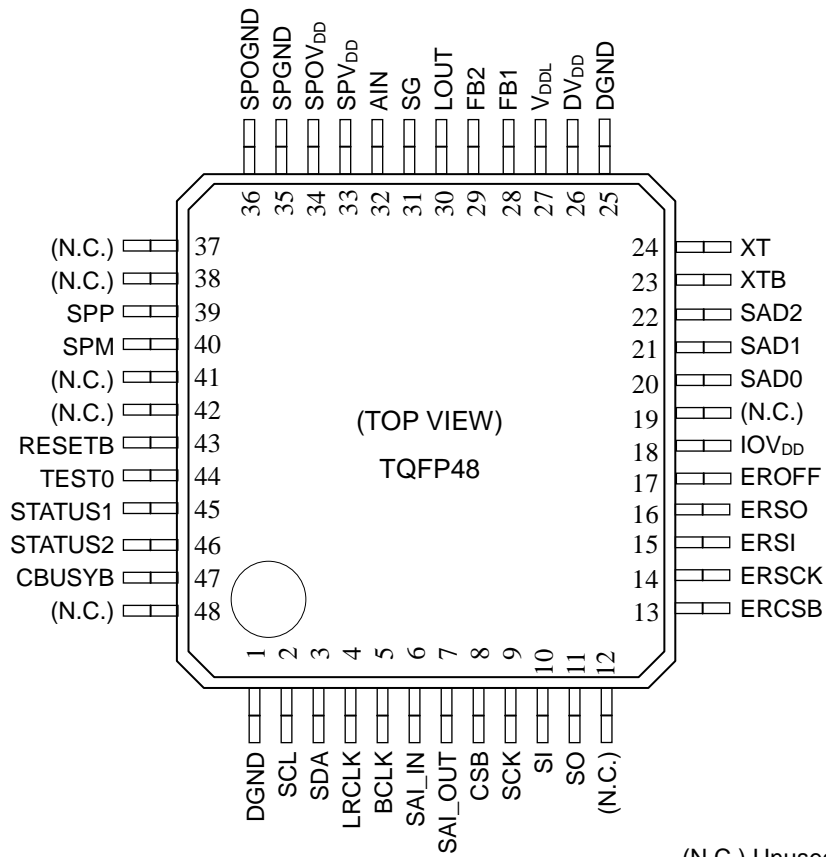 SPOGND
SPGND
SPOVDD
SPVDD
AIN
SG
LOUT
FB2
FB1
VDDL
DVDD
DGND
36
35
34
33
32
31
30
29
28
27
26
25
(N.C.) 37
(N.C.) 38
SPP 39
SPM 40
(N.C.) 41
(N.C.) 42
RESETB 43
TEST0 44
STATUS1 45
STATUS2 46
CBUSYB 47
(N.C.) 48
(TOP VIEW)
TQFP48
24 XT
23 XTB
22 SAD2
21 SAD1
20 SAD0
19 (N.C.)
18 IOVDD
17 EROFF
16 ERSO
15 ERSI
14 ERSCK
13 ERCSB
1
2
3
4
5
6
7
8
9
10
11
12
DGND
SCL
SDA
LRCLK
BCLK
SAI_IN
SAI_OUT
CSB
SCK
SI
SO
(N.C.)